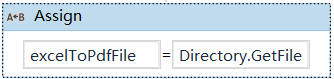 A←B Assign
excelToPdfFile = Directory.GetFile